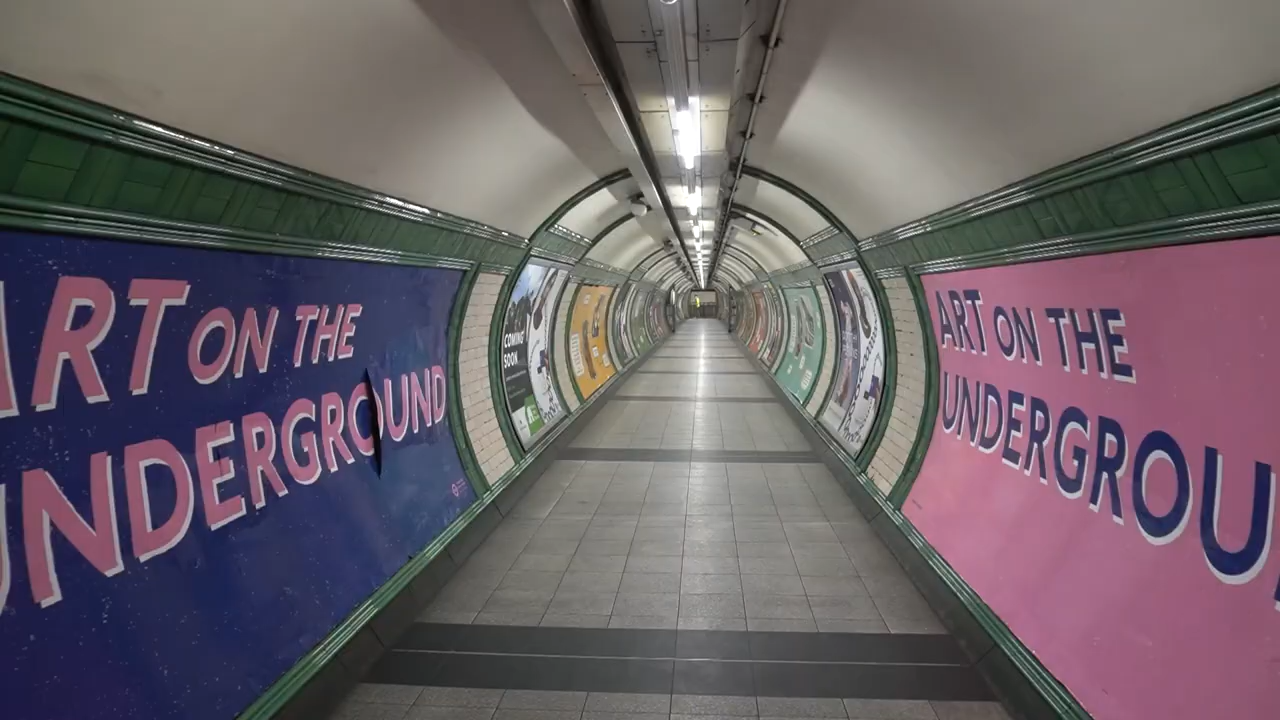 ART ON THE
UNDERGROUND
COMING
SOON
ART ON THE
UNDERGROU